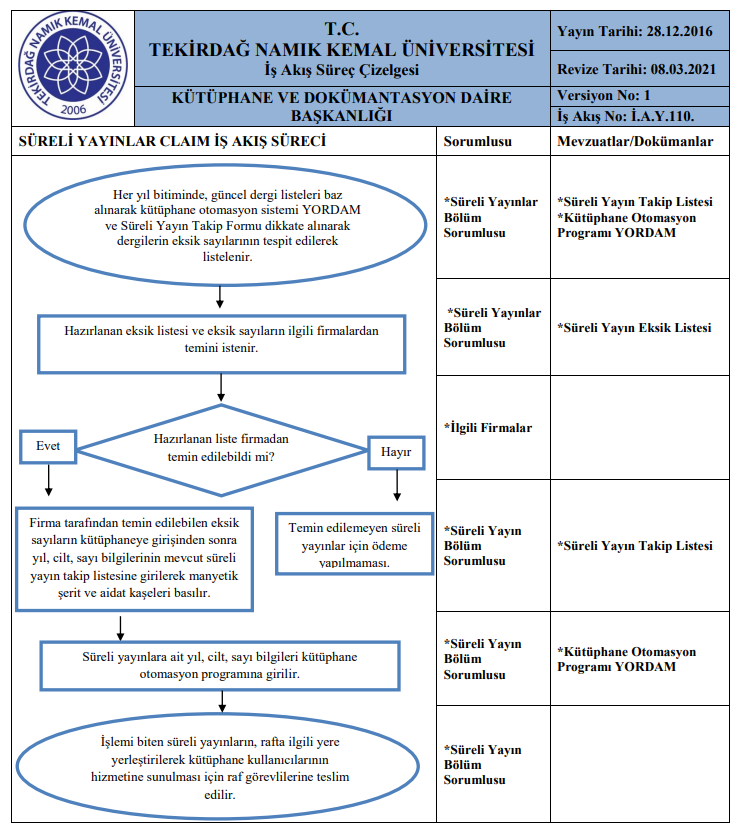 TEKİRDAĞ NAMIK KEMAL ÜNİVERSİTESİ
2006
T.C.
TEKİRDAĞ NAMIK KEMAL ÜNİVERSİTESİ
İş Akış Süreç Çizelgesi
KÜTÜPHANE VE DOKÜMANTASYON DAİRE
BAŞKANLIĞI
Yayın Tarihi: 28.12.2016
Revize Tarihi: 08.03.2021
Versiyon No: 1
İş Akış No: İ.A.Y.110.
SÜRELİ YAYINLAR CLAIM İŞ AKIŞ SÜRECİ
Sorumlusu
Mevzuatlar/Dokümanlar
Her yıl bitiminde, güncel dergi listeleri baz
alınarak kütüphane otomasyon sistemi YORDAM
ve Süreli Yayın Takip Formu dikkate alınarak
dergilerin eksik sayılarının tespit edilerek
listelenir.
*Süreli Yayınlar
Bölüm
Sorumlusu
*Süreli Yayın Takip Listesi
*Kütüphane Otomasyon
Programı YORDAM
Hazırlanan eksik listesi ve eksik sayıların ilgili firmalardan
temini istenir.
*Süreli Yayınlar
Bölüm
Sorumlusu
*Süreli Yayın Eksik Listesi
Hazırlanan liste firmadan
temin edilebildi mi?
Evet
Hayır
*İlgili Firmalar
Firma tarafından temin edilebilen eksik
sayıların kütüphaneye girişinden sonra
yıl, cilt, sayı bilgilerinin mevcut süreli
yayın takip listesine girilerek manyetik
şerit ve aidat kaşeleri basılır.
Temin edilemeyen süreli
yayınlar için ödeme
yapılmaması.
*Süreli Yayın
Bölüm
Sorumlusu
*Süreli Yayın Takip Listesi
Süreli yayınlara ait yıl, cilt, sayı bilgileri kütüphane
otomasyon programına girilir.
*Süreli Yayın
Bölüm
Sorumlusu
*Kütüphane Otomasyon
Programı YORDAM
İşlemi biten süreli yayınların, rafta ilgili yere
yerleştirilerek kütüphane kullanıcılarının
hizmetine sunulması için raf görevlilerine teslim
edilir.
*Süreli Yayın
Bölüm
Sorumlusu